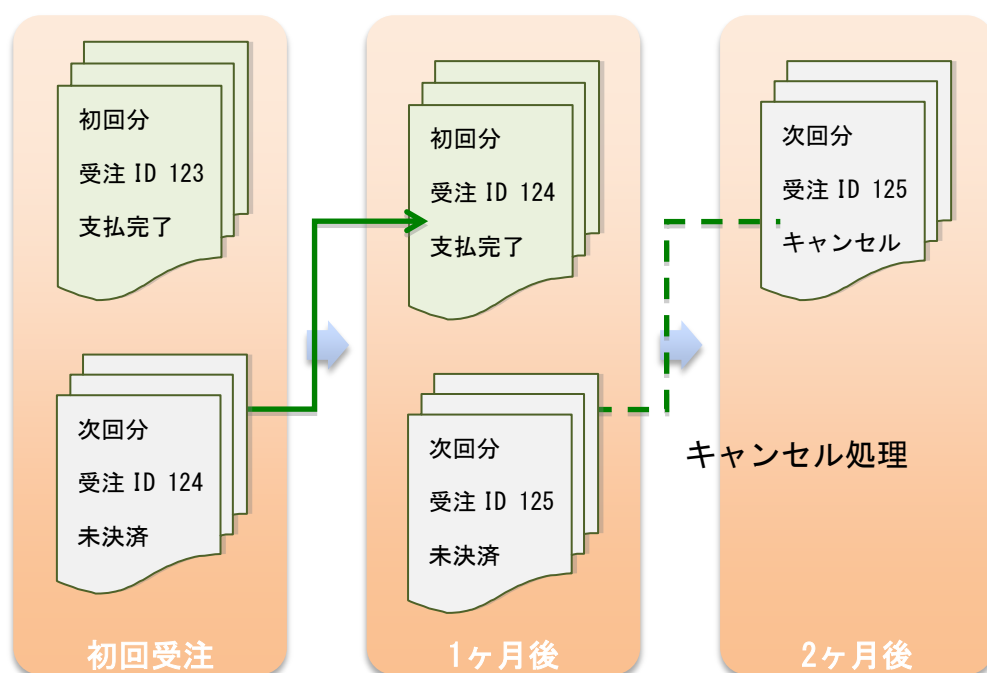 初回分
受注 ID 123
支払完了
次回分
受注 ID 124
未決済
初回受注
初回分
受注 ID 124
支払完了
次回分
受注 ID 125
未決済
1ヶ月後
次回分
受注 ID 125
キャンセル
キャンセル処理
2ヶ月後